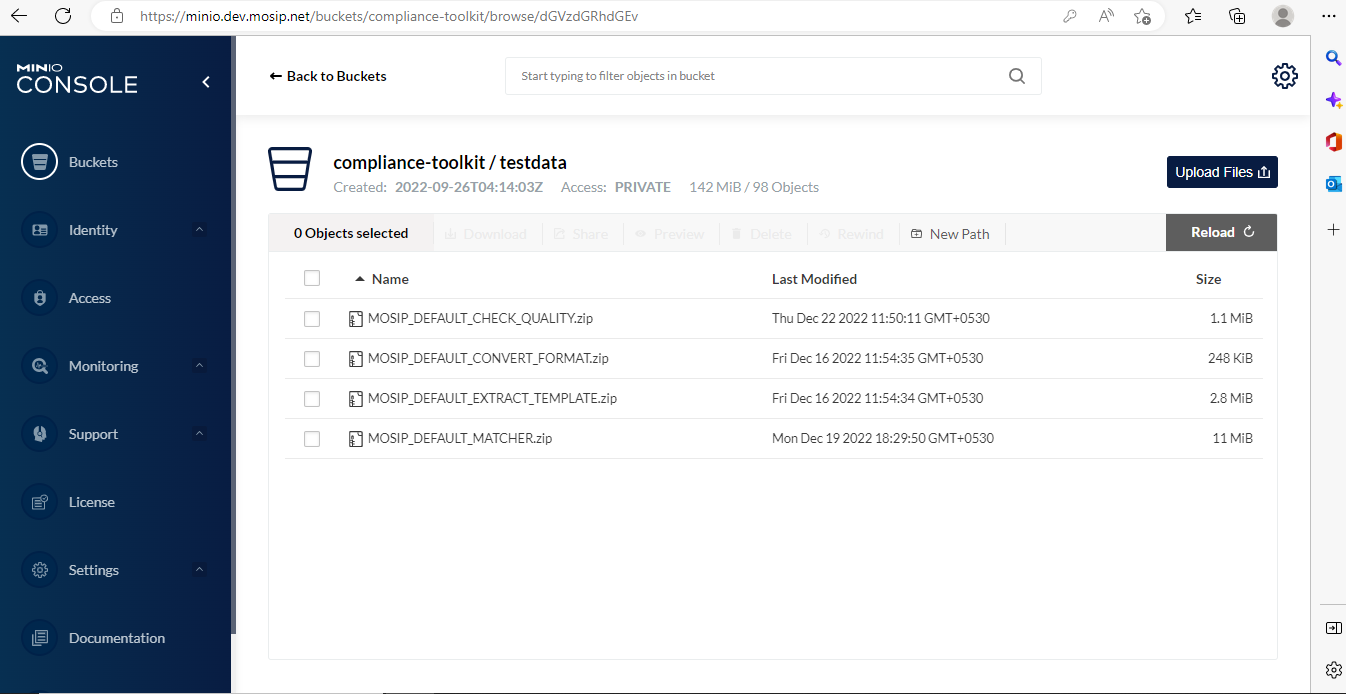 https://minio.dev.mosip.net/buckets/compliance-toolkit/browse/dGVzdGRhdGEv
MINIO
CONSOLE
Buckets
Identity
Access
Monitoring
Support
License
Settings
Documentation
Back to Buckets
Start typing to filter objects in bucket
compliance-toolkit / testdata
Created: 2022-09-26T04:14:03Z Access: PRIVATE 142 MiB / 98 Objects
Upload Files
0 Objects selected Download Share Preview Delete Rewind New Path Reload
Name Last Modified Size
MOSIP_DEFAULT_CHECK_QUALITY.zip Thu Dec 22 2022 11:50:11 GMT+0530 1.1 MiB
MOSIP_DEFAULT_CONVERT_FORMAT.zip Fri Dec 16 2022 11:54:35 GMT+0530 248 KiB
MOSIP_DEFAULT_EXTRACT_TEMPLATE.zip Fri Dec 16 2022 11:54:34 GMT+0530 2.8 MiB
MOSIP_DEFAULT_MATCHER.zip Mon Dec 19 2022 18:29:50 GMT+0530 11 MiB